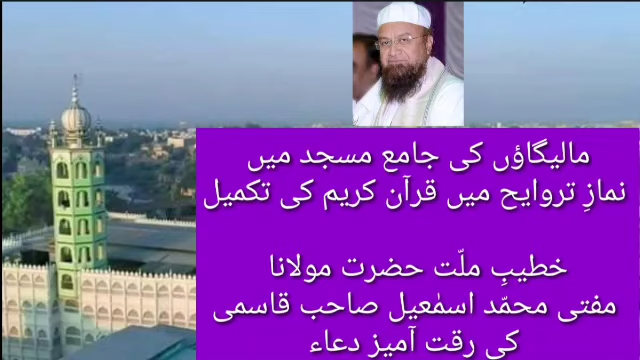 مالیگاؤں کی جامع مسجد میں
نمازِ تروایح میں قرآن کریم کی تکمیل
خطیبِ ملّت حضرت مولانا
مفتی محمّد اسمٰعیل صاحب قاسمی
کی رقت آمیز دعاء